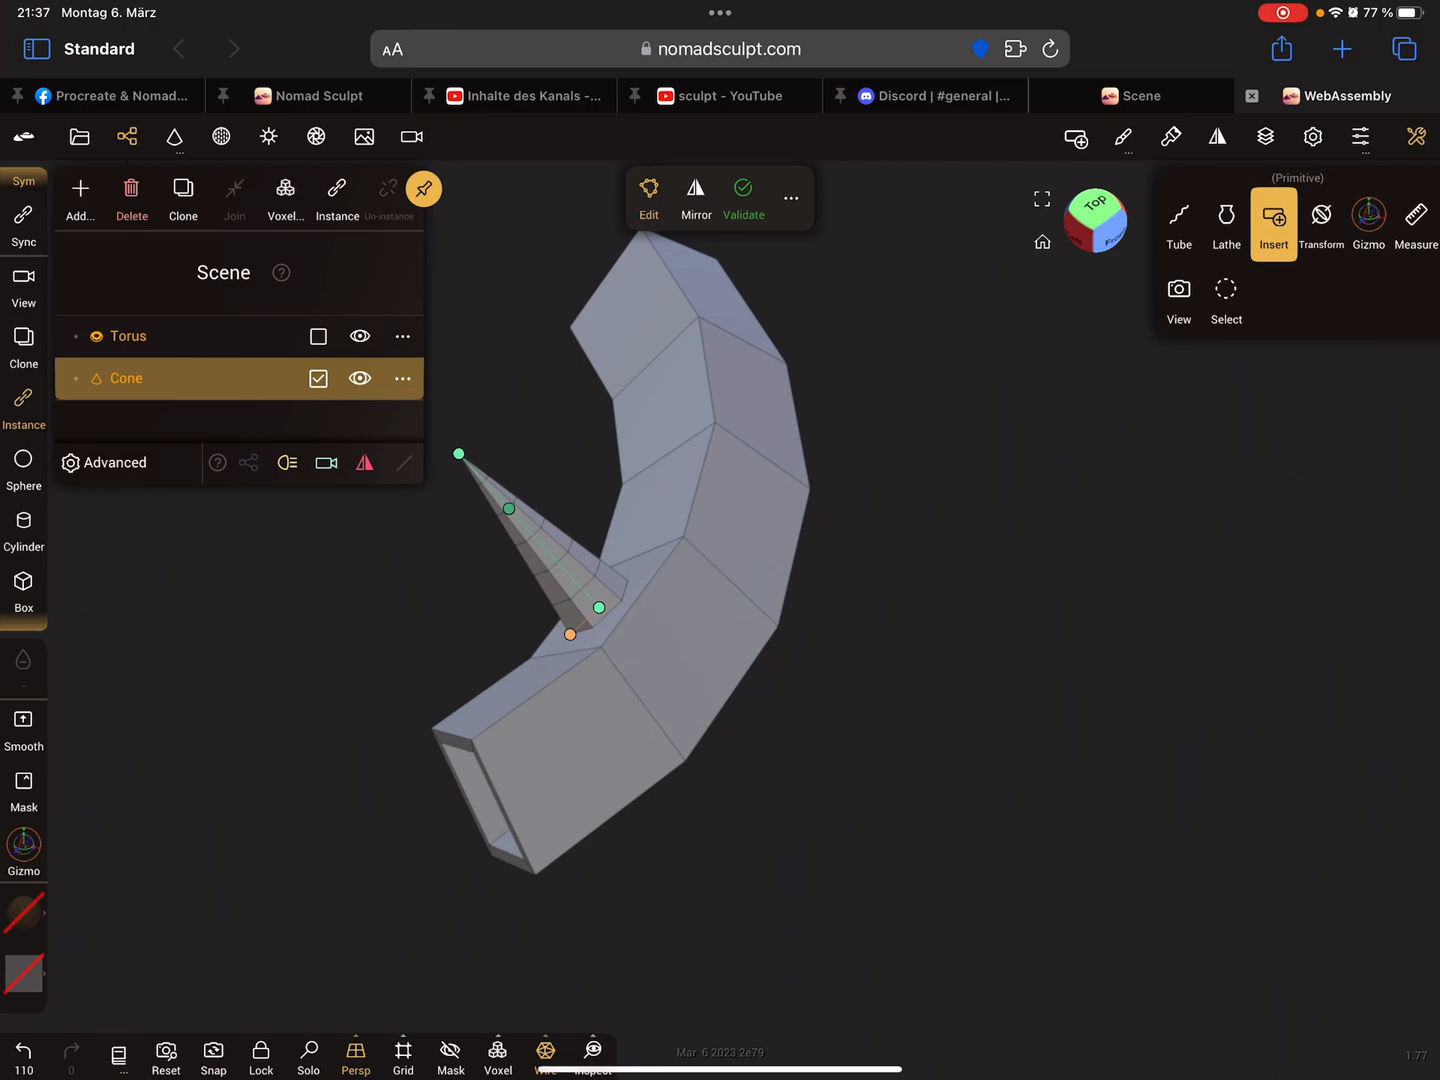 21:37 Montag 6. März
77 %
Standard
AA
nomadsculpt.com
Procreate & Nomad...
Nomad Sculpt
Inhalte des Kanals -...
sculpt - YouTube
Discord | #general |...
Scene
WebAssembly
Sym
Sync
View
Clone
Instance
Sphere
Cylinder
Box
-
Smooth
Mask
Gizmo
Add...
Delete
Clone
Join
Voxel...
Instance
Un-instance
Scene
Torus
Cone
Advanced
Edit
Mirror
Validate
Top
(Primitive)
Tube
Lathe
Insert
Transform
Gizmo
Measure
View
Select
110
0
...
Reset
Snap
Lock
Solo
Persp
Grid
Mask
Voxel
Wire
Inspect
Mar 6 2023 2e79
1.77